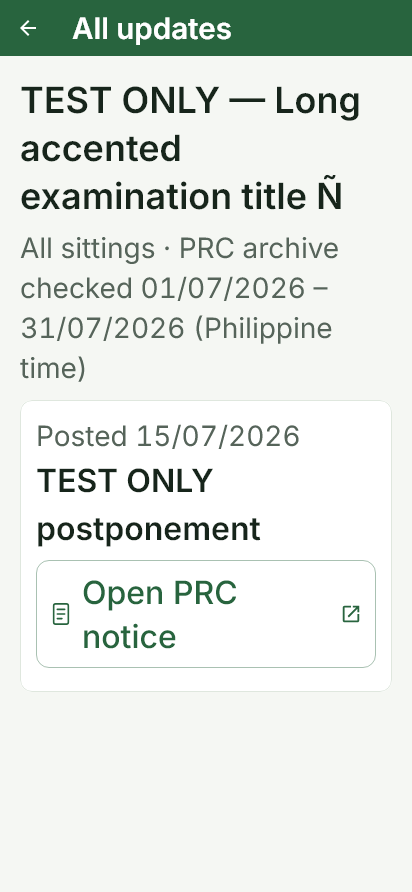 All updates
TEST ONLY — Long
accented
examination title Ñ
All sittings · PRC archive
checked 01/07/2026 –
31/07/2026 (Philippine
time)
Posted 15/07/2026
TEST ONLY
postponement
Open PRC
notice